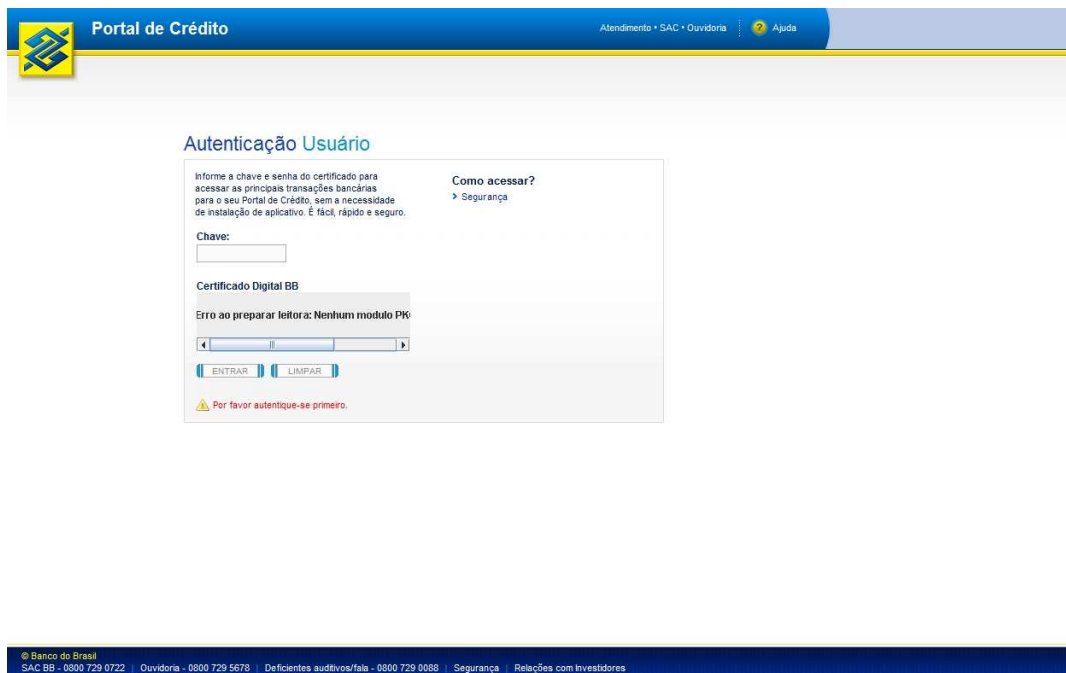 Portal de Crédito
Atendimento • SAC • Ouvidoria
Ajuda
Autenticação Usuário
Informe a chave e senha do certificado para
acessar as principais transações bancárias
para o seu Portal de Crédito, sem a necessidade
de instalação de aplicativo. É fácil, rápido e seguro.
Como acessar?
Segurança
Chave:
Certificado Digital BB
Erro ao preparar leitora: Nenhum modulo PK
ENTRAR
LIMPAR
Por favor autentique-se primeiro.
© Banco do Brasil
SAC BB - 0800 729 0722 | Ouvidoria - 0800 729 5678 | Deficientes auditivos/fala - 0800 729 0088 | Segurança | Relações com Investidores